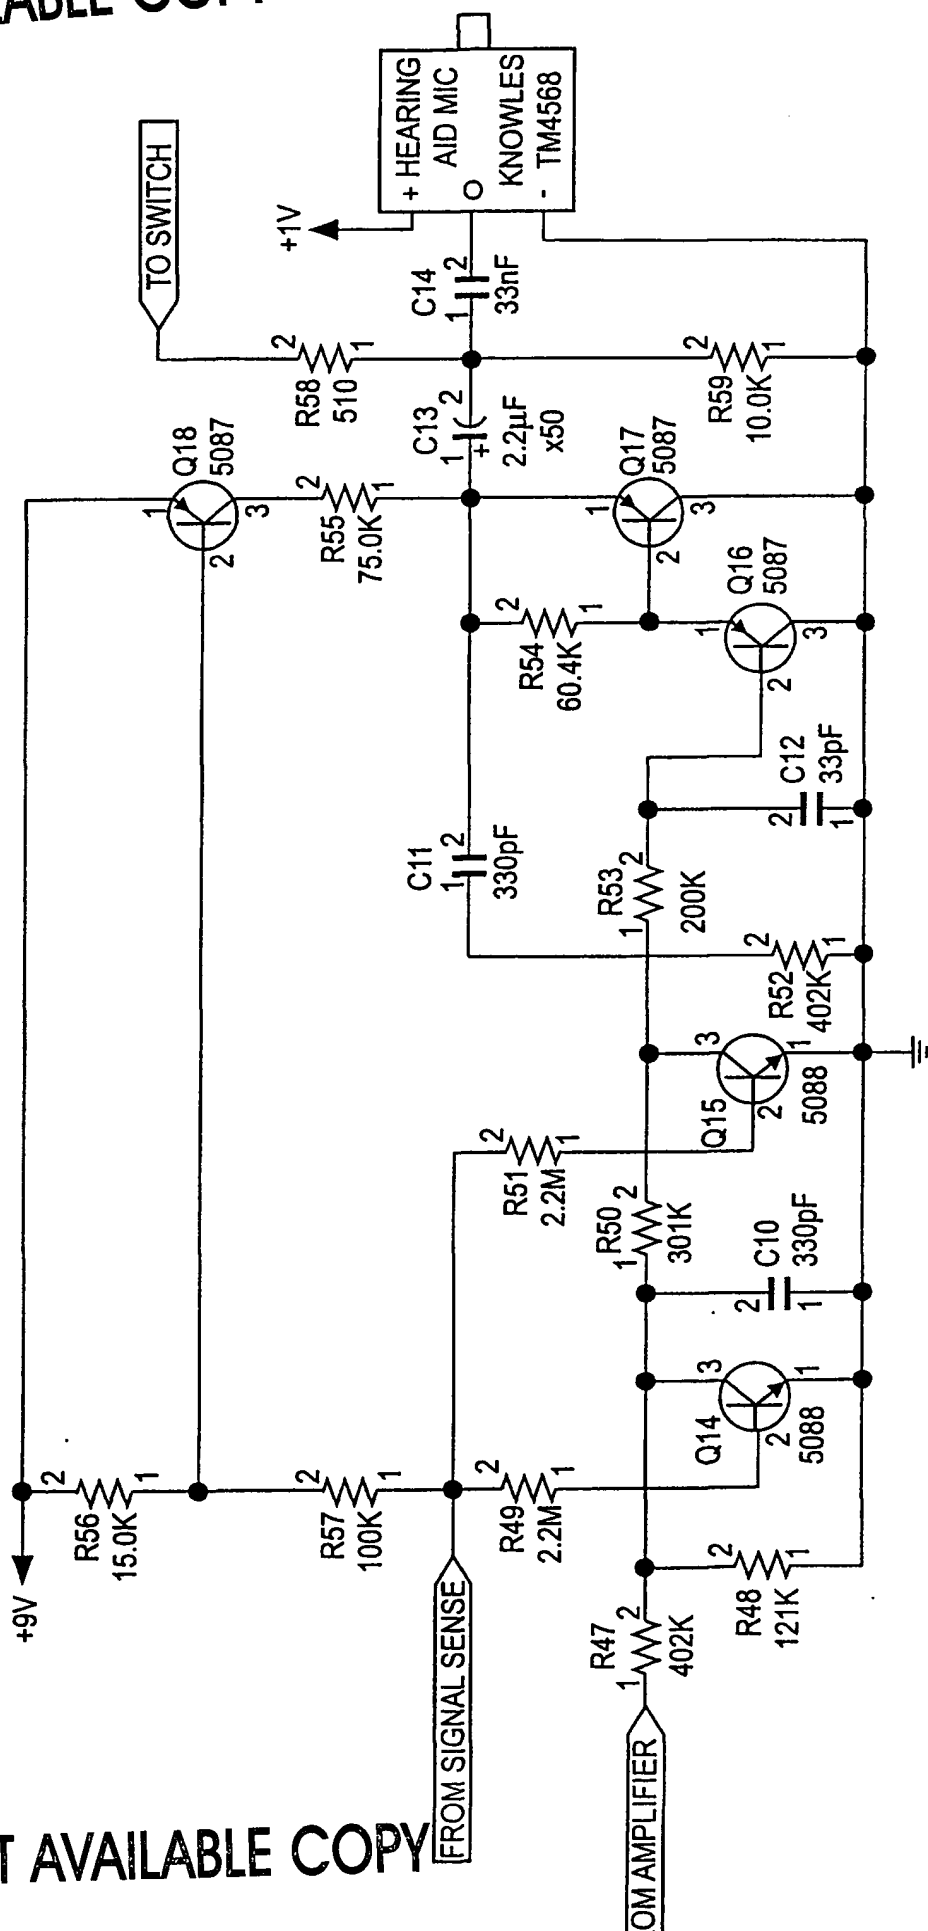 COPY
TO SWITCH
+1V
+ HEARING
AID MIC
O
KNOWLES
- TM4568
C14
1 2
33nF
R58
510
2
1
R59
10.0K
2
1
C13
1 2
+
2.2µF
x50
Q18
5087
1
2
3
R55
75.0K
2
1
Q17
5087
1
2
3
R54
60.4K
2
1
Q16
5087
1
2
3
C11
1 2
330pF
C12
33pF
2
1
R53
1 2
200K
R52
402K
2
1
Q15
5088
3
2
1
R51
2.2M
2
1
R50
1 2
301K
C10
330pF
2
1
Q14
5088
3
2
1
+9V
R56
15.0K
2
1
R57
100K
2
1
R49
2.2M
2
1
R48
121K
2
1
R47
1 2
402K
FROM SIGNAL SENSE
AMPLIFIER
AVAILABLE COPY